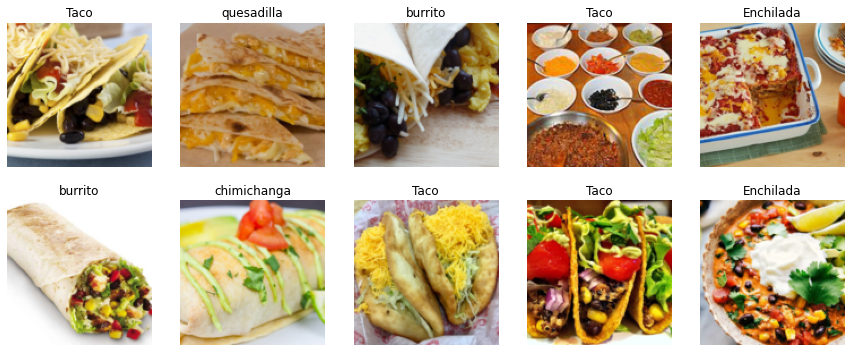 Taco
quesadilla
burrito
Taco
Enchilada
burrito
chimichanga
Taco
Taco
Enchilada